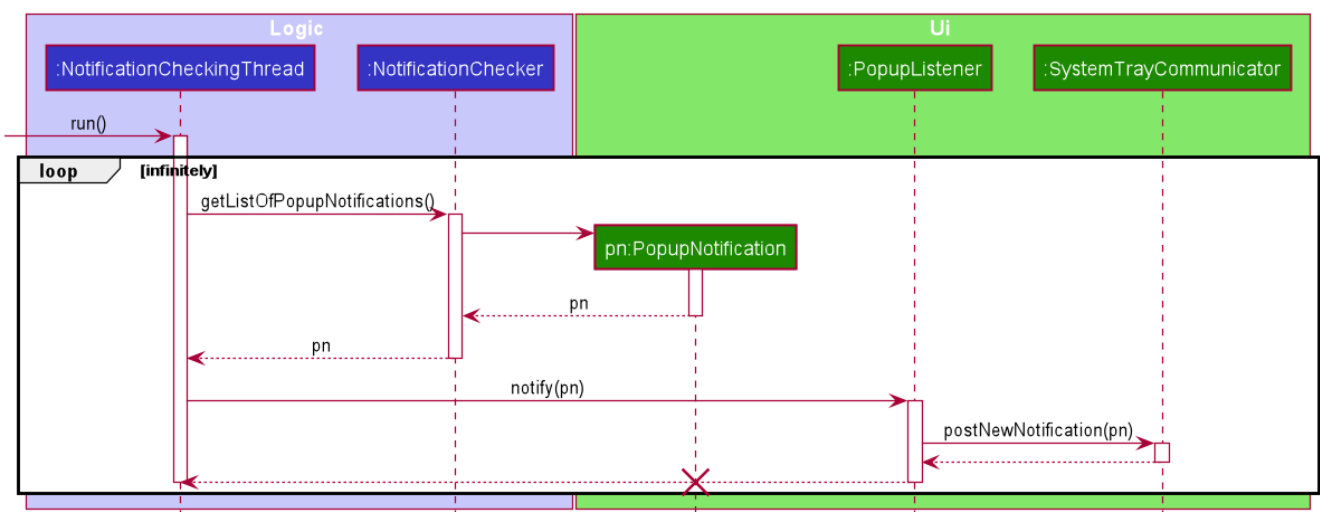 Logic
Ui
:NotificationCheckingThread
:NotificationChecker
:PopupListener
:SystemTrayCommunicator
run()
loop
[infinitely]
getListOfPopupNotifications()
pn:PopupNotification
pn
pn
notify(pn)
postNewNotification(pn)